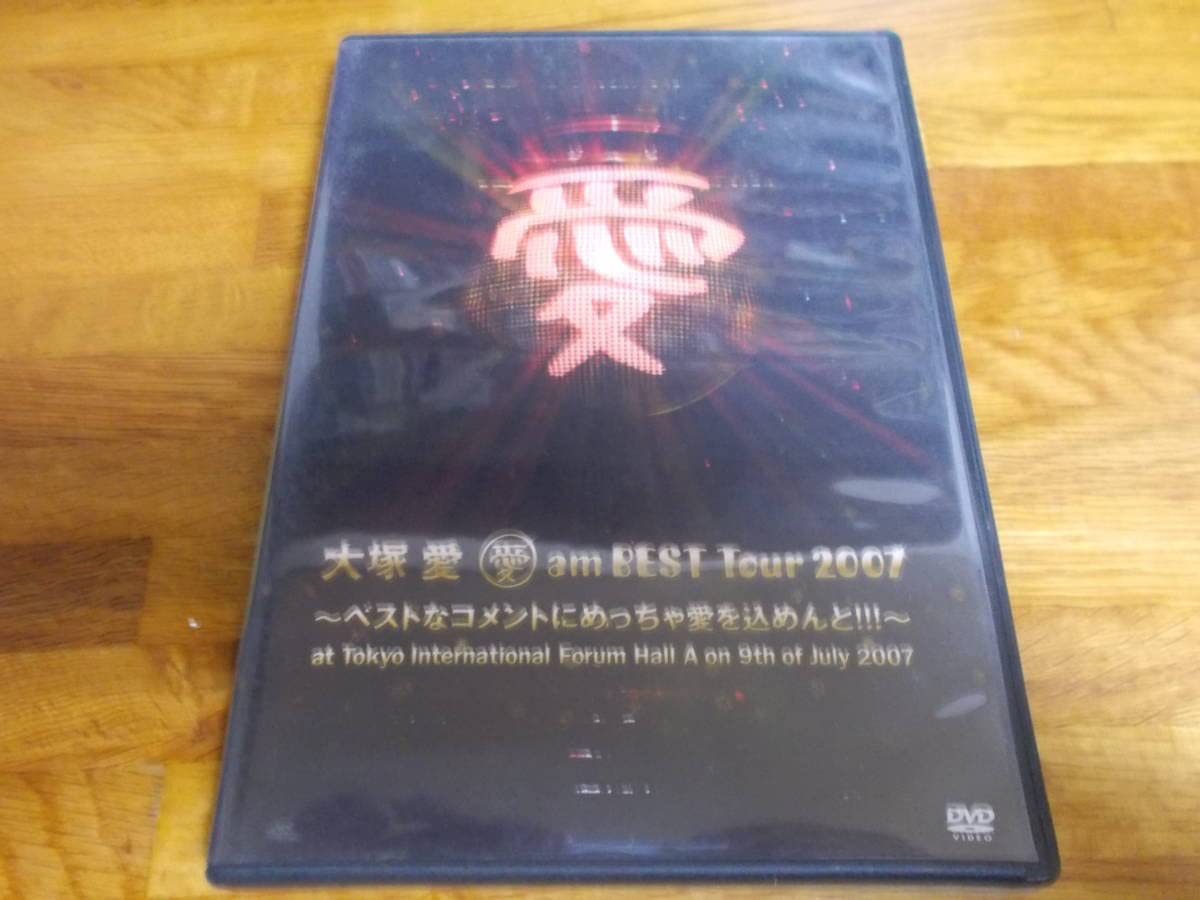 愛
大塚 愛 愛 am BEST Tour 2007
〜ベストなコメントにめっちゃ愛を込めんと!!!〜
at Tokyo International Forum Hall A on 9th of July 2007
DVD
VIDEO